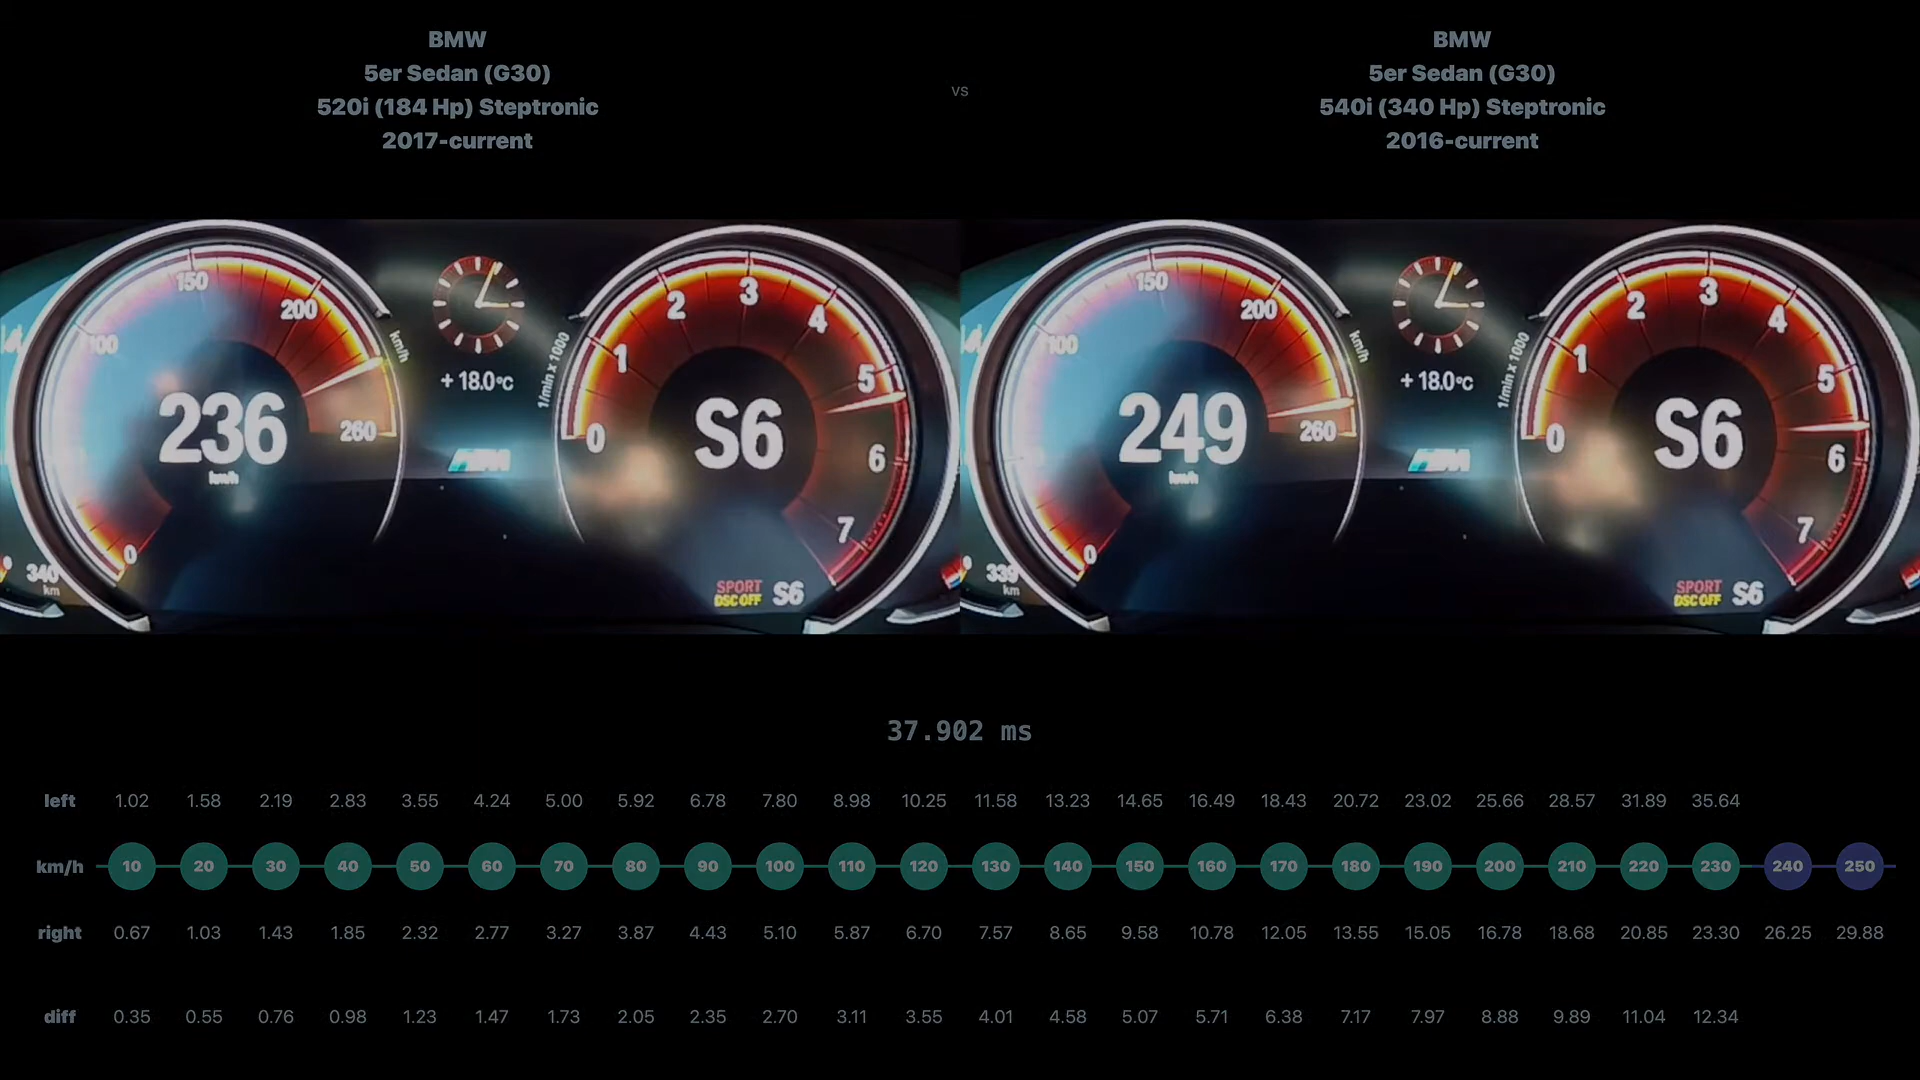 BMW
5er Sedan (G30)
520i (184 Hp) Steptronic
2017-current
vs
BMW
5er Sedan (G30)
540i (340 Hp) Steptronic
2016-current
0
100
150
200
260
km/h
236
km/h
340
km
+ 18.0°C
1/min x 1000
0
1
2
3
4
5
6
7
S6
SPORT
DSC OFF
S6
0
100
150
200
260
km/h
249
km/h
339
km
+ 18.0°C
1/min x 1000
0
1
2
3
4
5
6
7
S6
SPORT
DSC OFF
S6
37.902 ms
left 1.02 1.58 2.19 2.83 3.55 4.24 5.00 5.92 6.78 7.80 8.98 10.25 11.58 13.23 14.65 16.49 18.43 20.72 23.02 25.66 28.57 31.89 35.64
km/h 10 20 30 40 50 60 70 80 90 100 110 120 130 140 150 160 170 180 190 200 210 220 230 240 250
right 0.67 1.03 1.43 1.85 2.32 2.77 3.27 3.87 4.43 5.10 5.87 6.70 7.57 8.65 9.58 10.78 12.05 13.55 15.05 16.78 18.68 20.85 23.30 26.25 29.88
diff 0.35 0.55 0.76 0.98 1.23 1.47 1.73 2.05 2.35 2.70 3.11 3.55 4.01 4.58 5.07 5.71 6.38 7.17 7.97 8.88 9.89 11.04 12.34